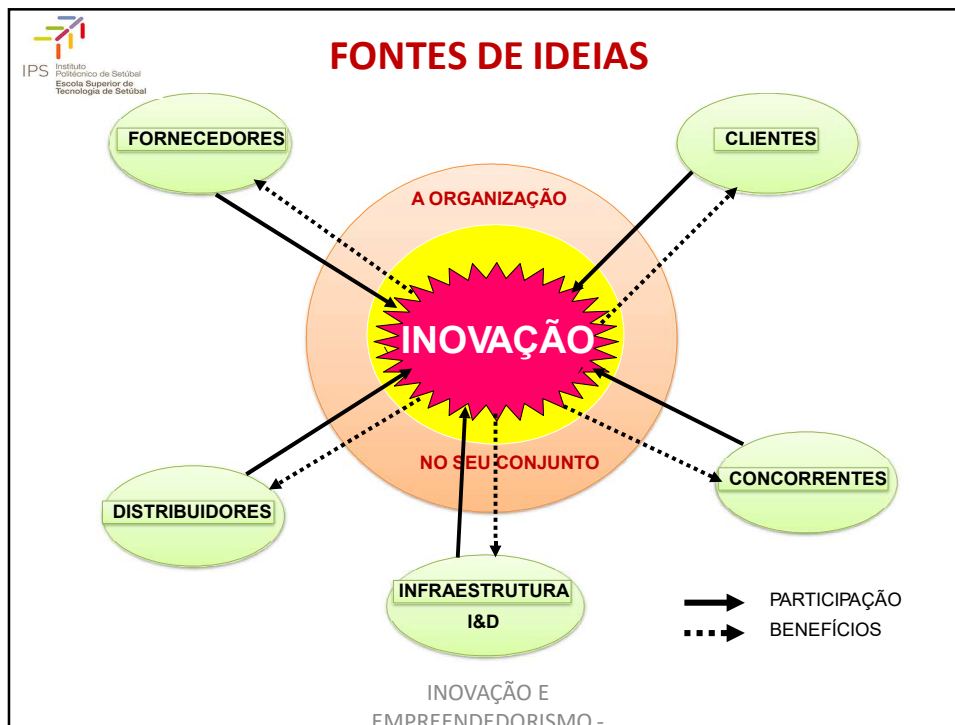 IPS Instituto
Politécnico de Setúbal
Escola Superior de
Tecnologia de Setúbal
FONTES DE IDEIAS
FORNECEDORES
CLIENTES
A ORGANIZAÇÃO
INOVAÇÃO
NO SEU CONJUNTO
CONCORRENTES
DISTRIBUIDORES
INFRAESTRUTURA
I&D
PARTICIPAÇÃO
BENEFÍCIOS
INOVAÇÃO E
EMPREENDEDORISMO -